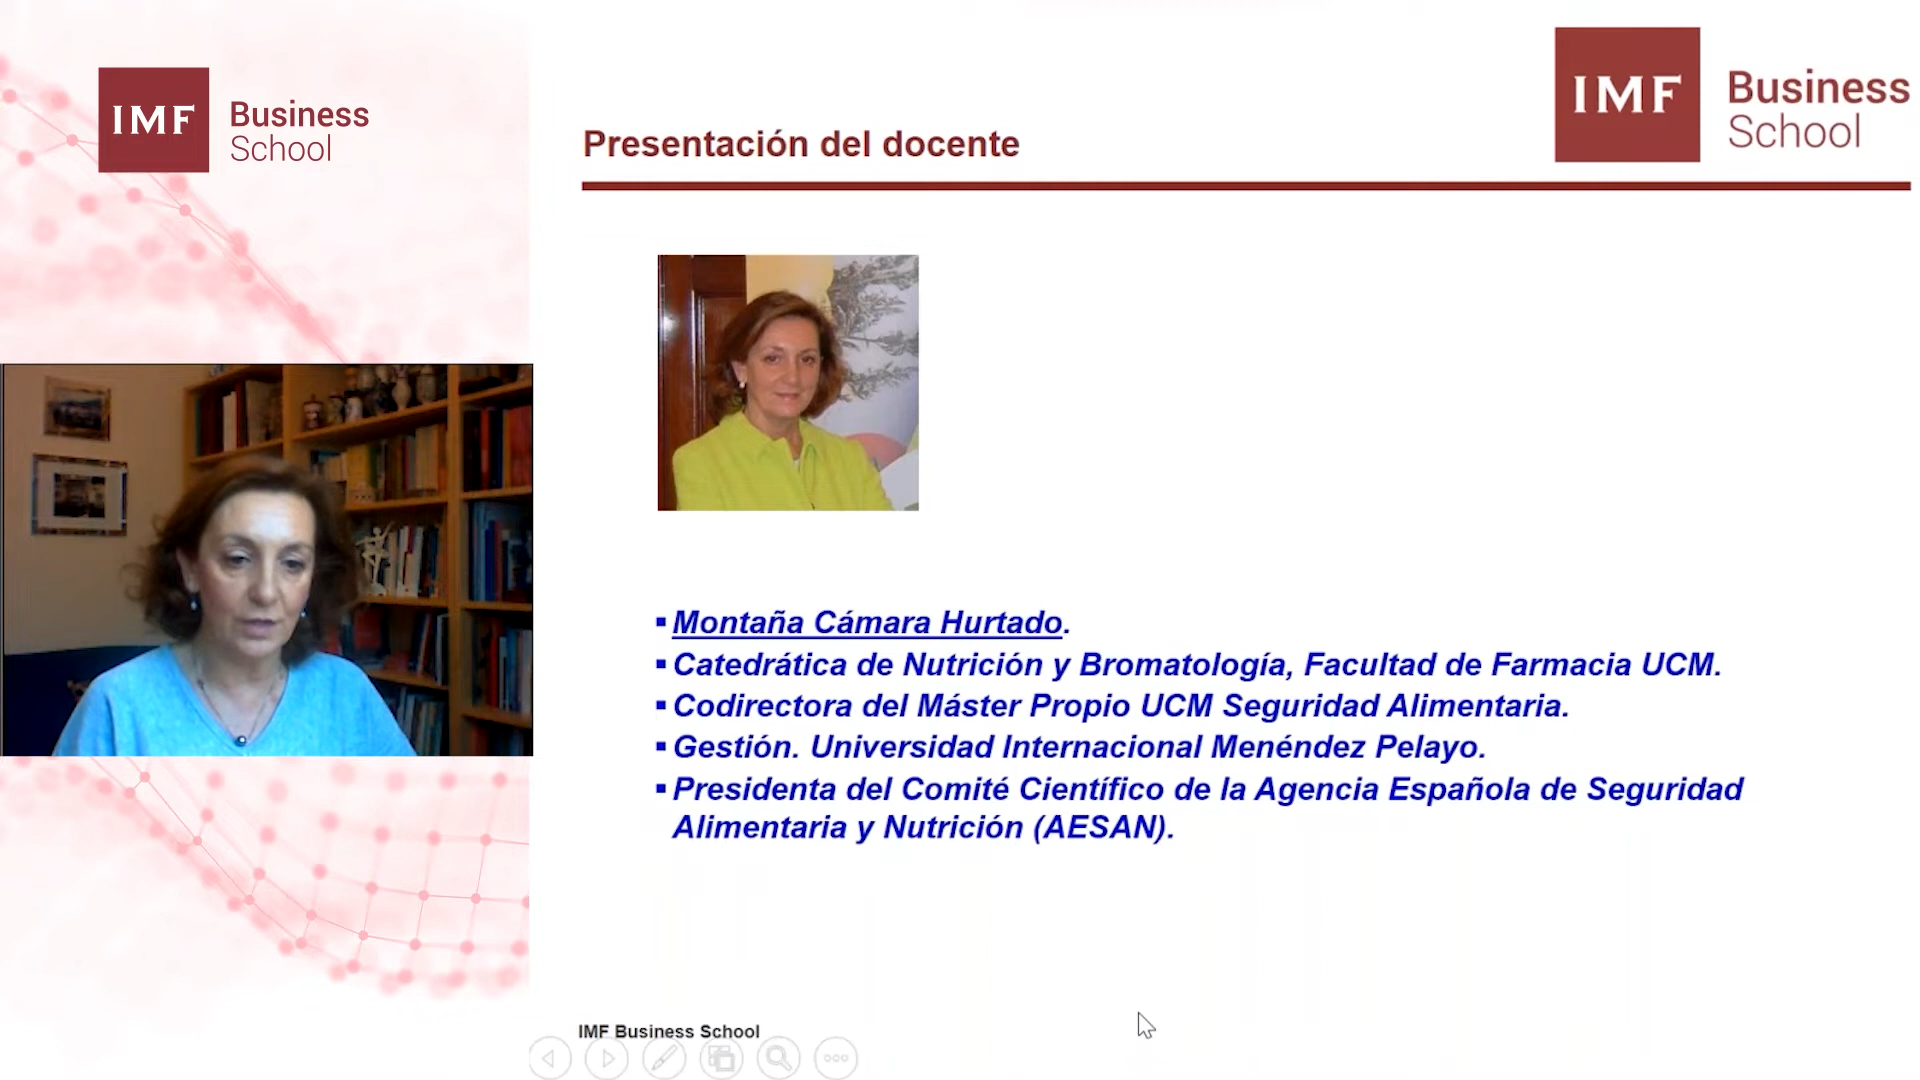 IMF Business
School
IMF Business
School
Presentación del docente
▪ Montaña Cámara Hurtado.
▪ Catedrática de Nutrición y Bromatología, Facultad de Farmacia UCM.
▪ Codirectora del Máster Propio UCM Seguridad Alimentaria.
▪ Gestión. Universidad Internacional Menéndez Pelayo.
▪ Presidenta del Comité Científico de la Agencia Española de Seguridad
Alimentaria y Nutrición (AESAN).
IMF Business School